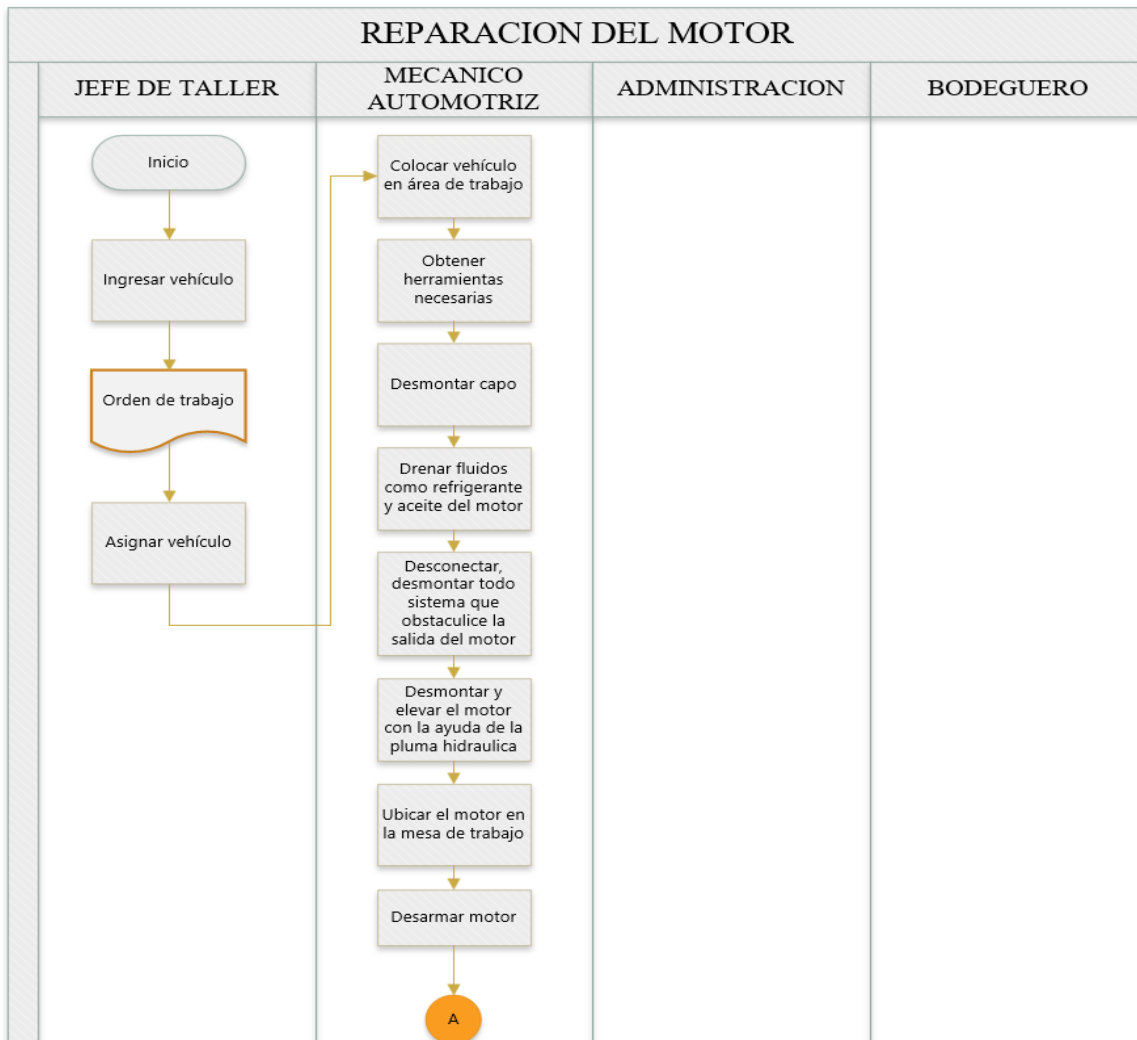 REPARACION DEL MOTOR
JEFE DE TALLER
MECANICO
AUTOMOTRIZ
ADMINISTRACION
BODEGUERO
Inicio
Ingresar vehículo
Orden de trabajo
Asignar vehículo
Colocar vehículo
en área de trabajo
Obtener
herramientas
necesarias
Desmontar capo
Drenar fluidos
como refrigerante
y aceite del motor
Desconectar,
desmontar todo
sistema que
obstaculice la
salida del motor
Desmontar y
elevar el motor
con la ayuda de la
pluma hidraulica
Ubicar el motor en
la mesa de trabajo
Desarmar motor
A